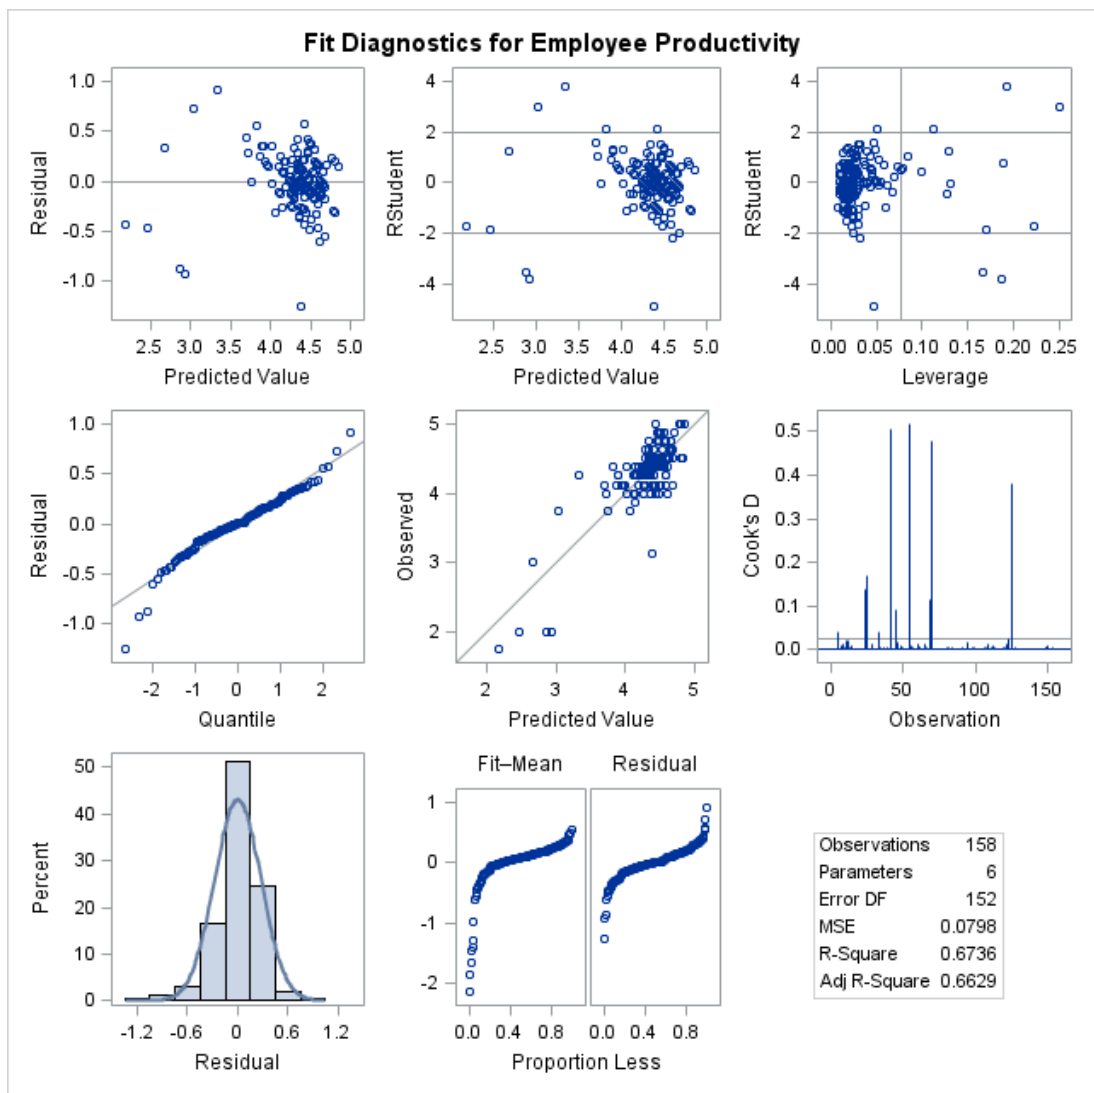 Fit Diagnostics for Employee Productivity
1.0
0.5
0.0
-0.5
-1.0
Residual
2.5 3.0 3.5 4.0 4.5 5.0
Predicted Value
4
2
0
-2
-4
RStudent
2.5 3.0 3.5 4.0 4.5 5.0
Predicted Value
4
2
0
-2
-4
RStudent
0.00 0.05 0.10 0.15 0.20 0.25
Leverage
1.0
0.5
0.0
-0.5
-1.0
Residual
-2 -1 0 1 2
Quantile
5
4
3
2
Observed
2 3 4 5
Predicted Value
0.5
0.4
0.3
0.2
0.1
0.0
Cook's D
0 50 100 150
Observation
50
40
30
20
10
0
Percent
-1.2 -0.6 0 0.6 1.2
Residual
Fit–Mean Residual
1
0
-1
-2
0.0 0.4 0.8 0.0 0.4 0.8
Proportion Less
Observations 158
Parameters 6
Error DF 152
MSE 0.0798
R-Square 0.6736
Adj R-Square 0.6629